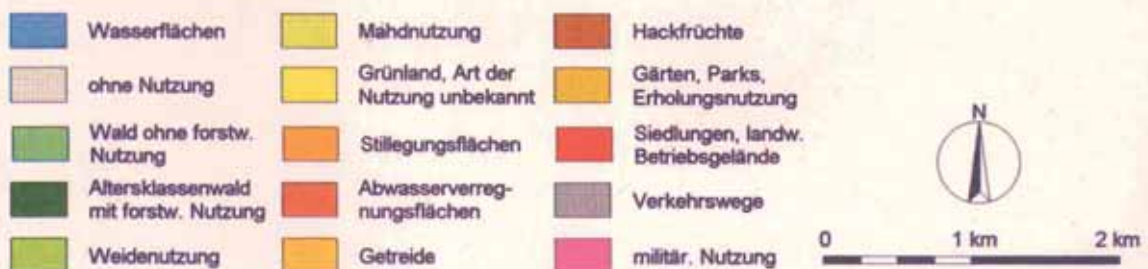 Wasserflächen
ohne Nutzung
Wald ohne forstw.
Nutzung
Altersklassenwald
mit forstw. Nutzung
Weidenutzung
Mahdnutzung
Grünland, Art der
Nutzung unbekannt
Stillegungsflächen
Abwasserverreg-
nungsflächen
Getreide
Hackfrüchte
Gärten, Parks,
Erholungsnutzung
Siedlungen, landw.
Betriebsgelände
Verkehrswege
militär. Nutzung
N
0 1 km 2 km